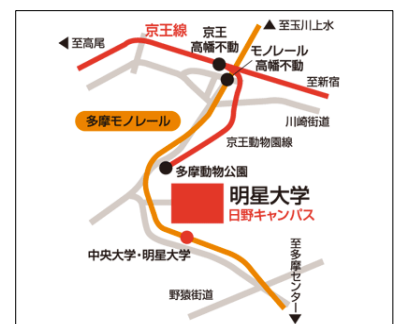 ▲至玉川上水
京王線
京王
高幡不動
◀至高尾
モノレール
高幡不動
至新宿
川崎街道
多摩モノレール
京王動物園線
多摩動物公園
明星大学
日野キャンパス
中央大学・明星大学
至多摩センター▼
野猿街道